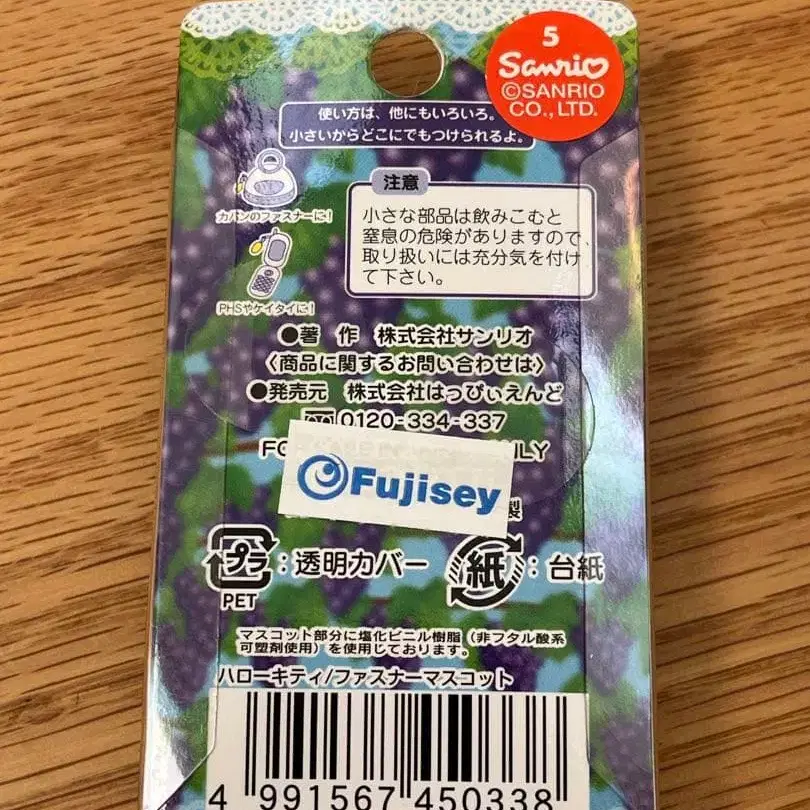 5
Sanrio
©SANRIO
CO., LTD.
使い方は、他にもいろいろ。
小さいからどこにでもつけられるよ。
カバンのファスナーに!
PHSやケイタイに!
注意
小さな部品は飲みこむと
窒息の危険がありますので、
取り扱いには充分気を付け
て下さい。
●著 作 株式会社サンリオ
〈商品に関するお問い合わせは〉
●発売元 株式会社はっぴぃえんど
0120-334-337
Fujisey
製
プラ:透明カバー
PET
紙:台紙
マスコット部分に塩化ビニル樹脂(非フタル酸系
可塑剤使用)を使用しております。
ハローキティ/ファスナーマスコット
4 991567 450338